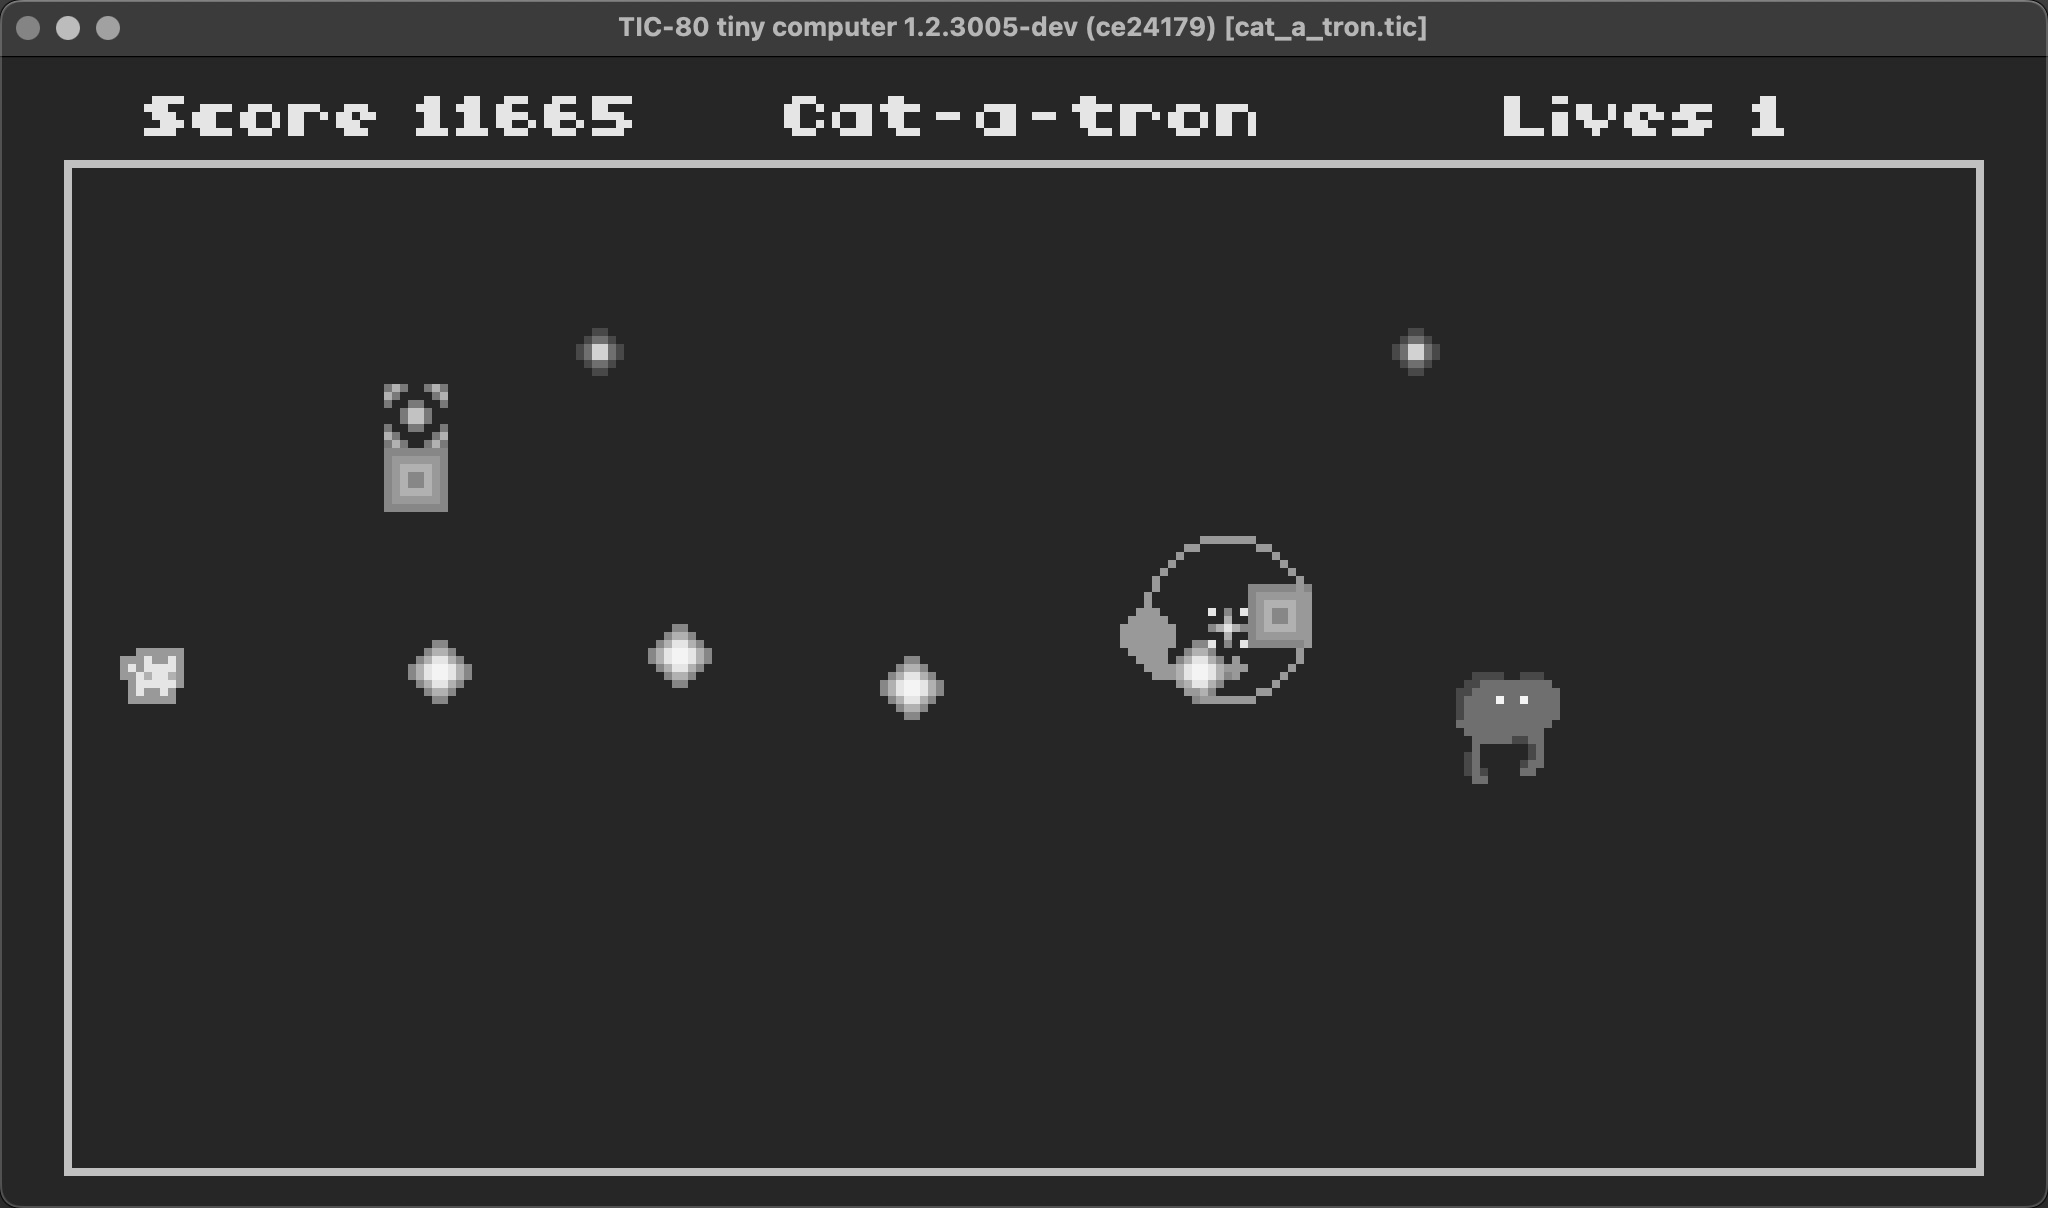 TIC-80 tiny computer 1.2.3005-dev (ce24179) [cat_a_tron.tic]
Score 11665 Cat-a-tron Lives 1